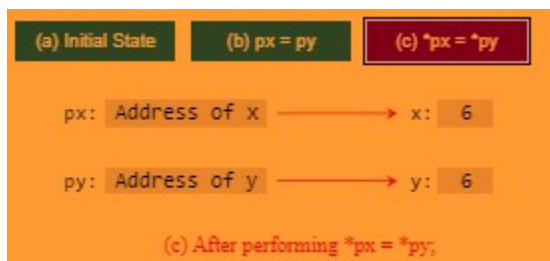 (a) Initial State (b) px = py (c) *px = *py
px: Address of x x: 6
py: Address of y y: 6
(c) After performing *px = *py;